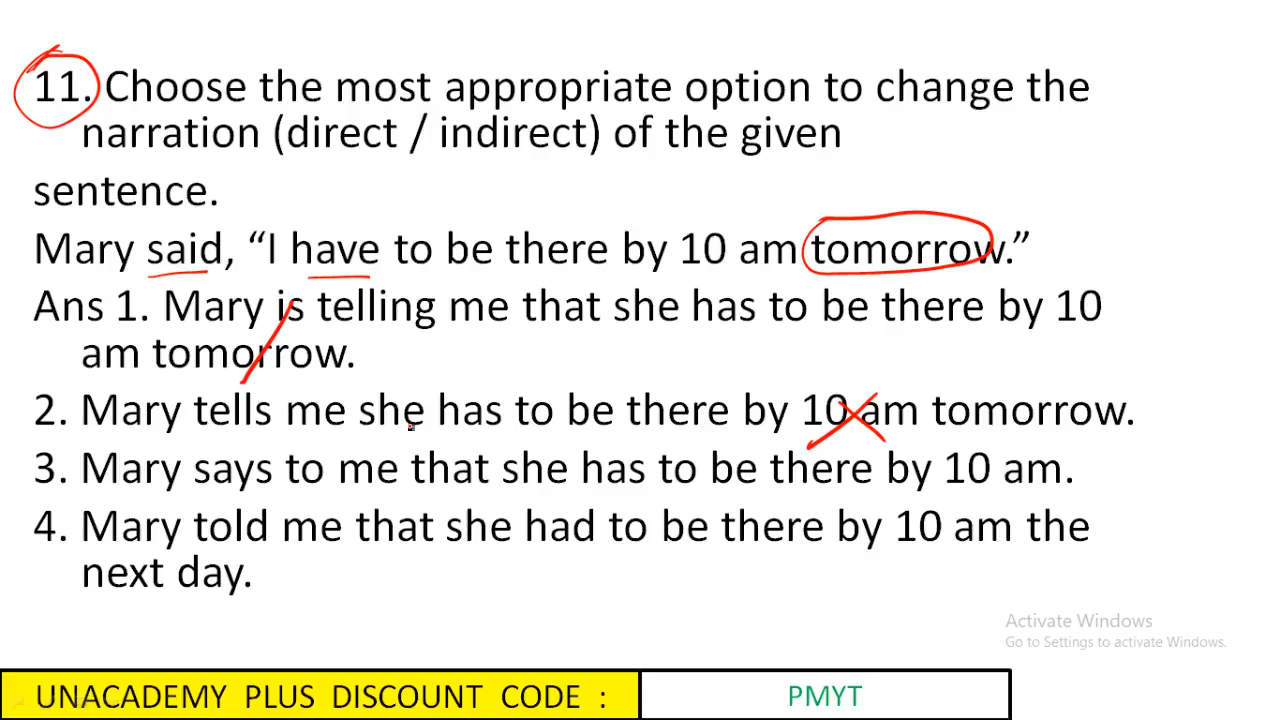 11. Choose the most appropriate option to change the
narration (direct / indirect) of the given
sentence.
Mary said, “I have to be there by 10 am tomorrow.”
Ans 1. Mary is telling me that she has to be there by 10
am tomorrow.
2. Mary tells me she has to be there by 10 am tomorrow.
3. Mary says to me that she has to be there by 10 am.
4. Mary told me that she had to be there by 10 am the
next day.
Activate Windows
Go to Settings to activate Windows.
UNACADEMY PLUS DISCOUNT CODE : PMYT